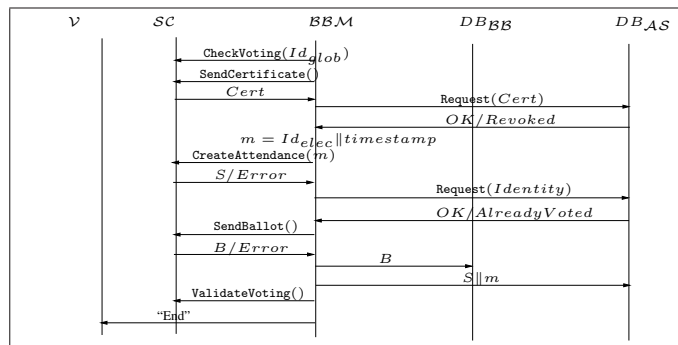 𝒱 𝒮𝒞 ℬℬℳ DB_ℬℬ DB_𝒜𝒮
CheckVoting(Id_glob)
SendCertificate()
Cert
Request(Cert)
OK/Revoked
m = Id_elec∥timestamp
CreateAttendance(m)
S/Error
Request(Identity)
OK/AlreadyVoted
SendBallot()
B/Error
B
S∥m
ValidateVoting()
“End”